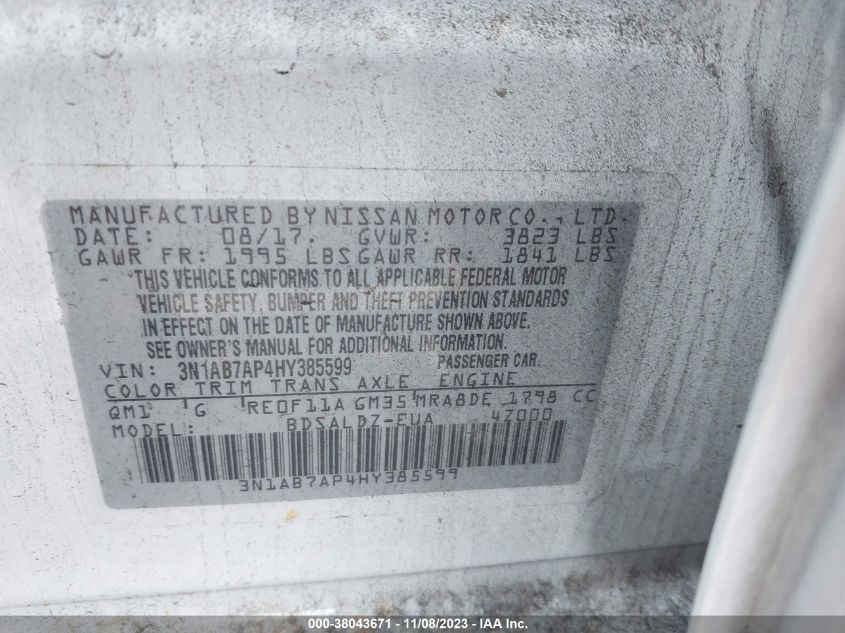 MANUFACTURED BY NISSAN MOTOR CO., LTD.
DATE: 08/17. GVWR: 3823 LBS
GAWR FR: 1995 LBS GAWR RR: 1841 LBS
THIS VEHICLE CONFORMS TO ALL APPLICABLE FEDERAL MOTOR
VEHICLE SAFETY, BUMPER AND THEFT PREVENTION STANDARDS
IN EFFECT ON THE DATE OF MANUFACTURE SHOWN ABOVE.
SEE OWNER'S MANUAL FOR ADDITIONAL INFORMATION.
VIN: 3N1AB7AP4HY385599 PASSENGER CAR.
COLOR TRIM TRANS AXLE ENGINE
QM1 G RE0F11A GM35 MRA8DE 1798 CC
MODEL: BDSALDZ-EUA 4Z000
3N1AB7AP4HY385599
000-38043671 - 11/08/2023 - IAA Inc.